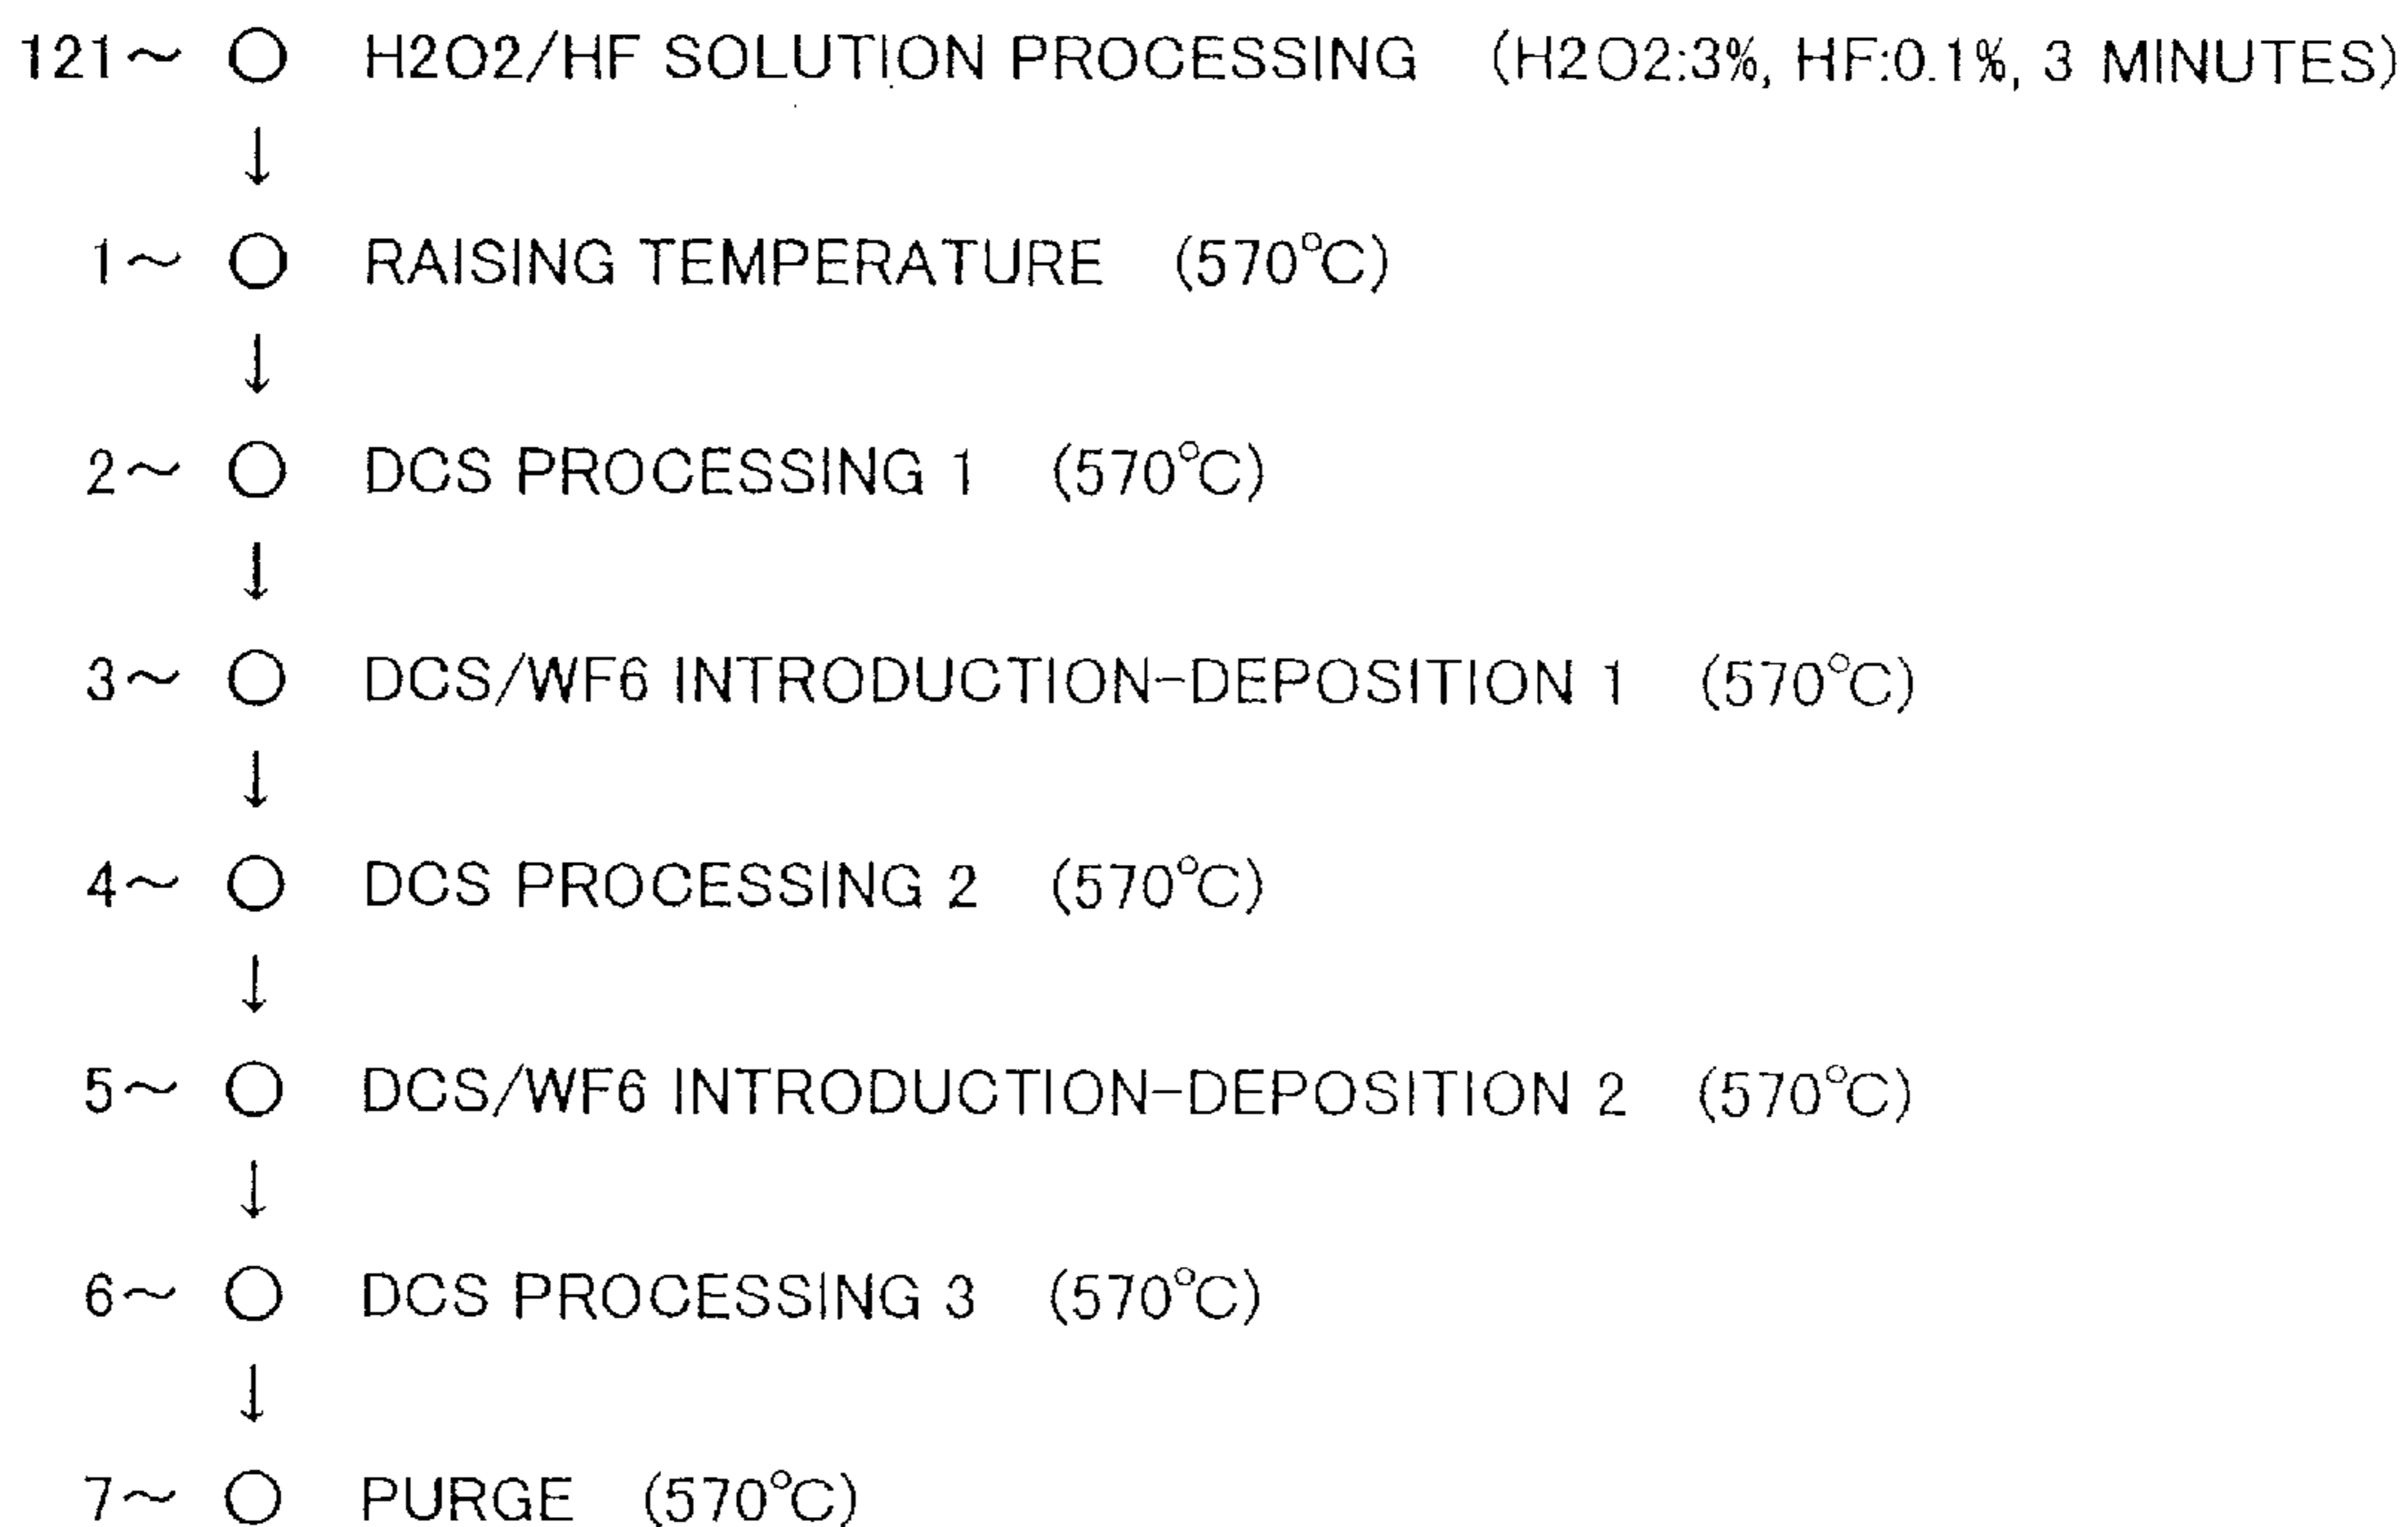 121~ ○ H2O2/HF SOLUTION PROCESSING (H2O2:3%, HF:0.1%, 3 MINUTES)
↓
1~ ○ RAISING TEMPERATURE (570°C)
↓
2~ ○ DCS PROCESSING 1 (570°C)
↓
3~ ○ DCS/WF6 INTRODUCTION-DEPOSITION 1 (570°C)
↓
4~ ○ DCS PROCESSING 2 (570°C)
↓
5~ ○ DCS/WF6 INTRODUCTION-DEPOSITION 2 (570°C)
↓
6~ ○ DCS PROCESSING 3 (570°C)
↓
7~ ○ PURGE (570°C)